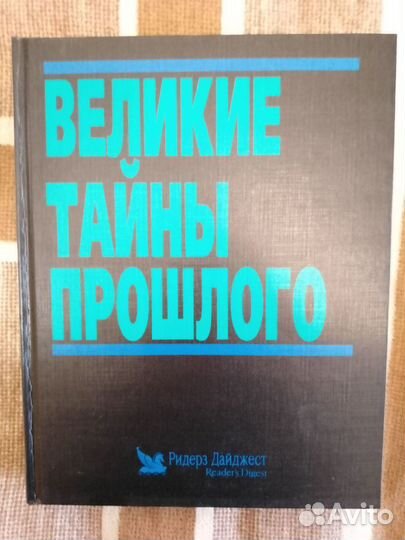 ВЕЛИКИЕ
ТАЙНЫ
ПРОШЛОГО
Ридерз Дайджест
Reader's Digest
Avito